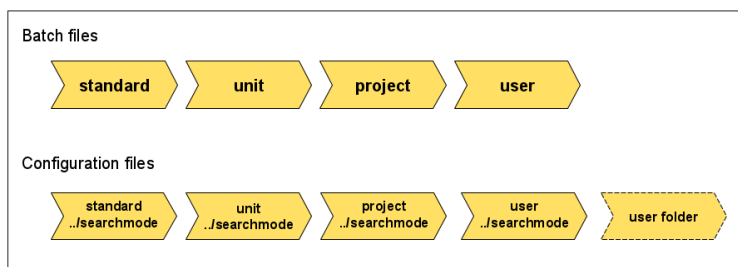 Batch files
standard
unit
project
user
Configuration files
standard
../searchmode
unit
../searchmode
project
../searchmode
user
../searchmode
user folder